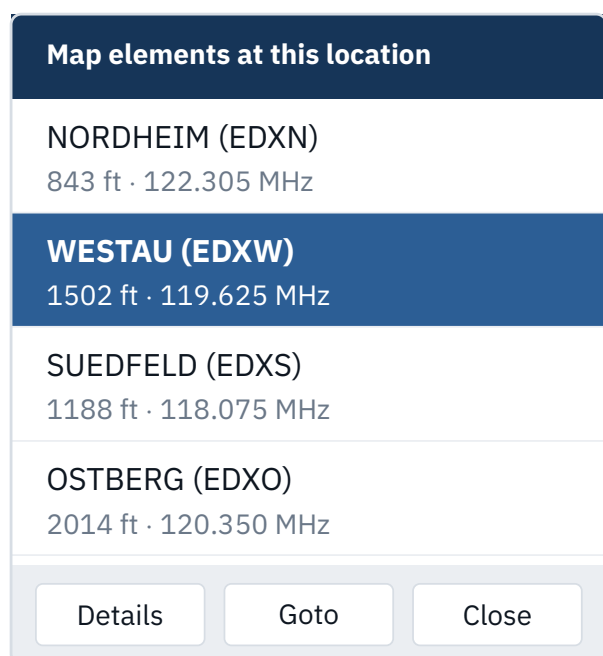 Map elements at this location
NORDHEIM (EDXN)
843 ft · 122.305 MHz
WESTAU (EDXW)
1502 ft · 119.625 MHz
SUEDFELD (EDXS)
1188 ft · 118.075 MHz
OSTBERG (EDXO)
2014 ft · 120.350 MHz
Details
Goto
Close